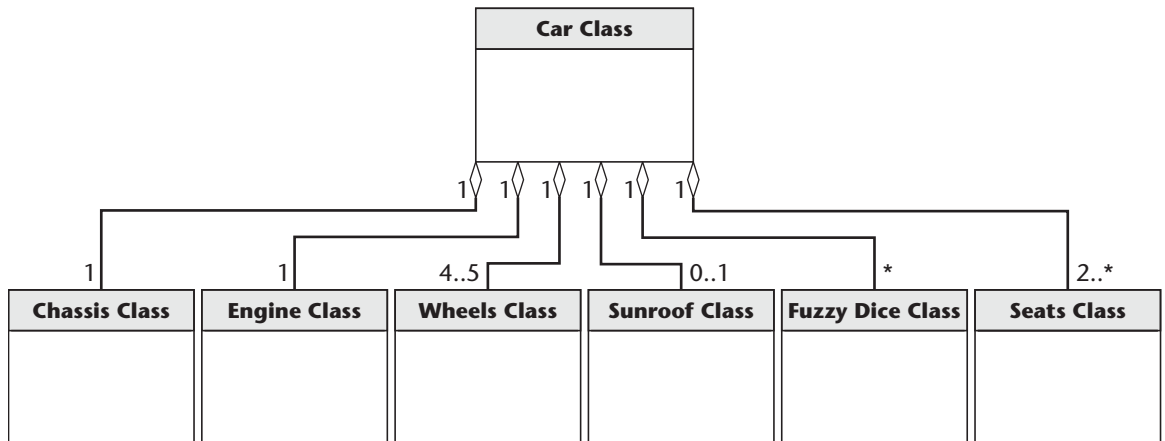 Car Class
1 1 1 1 1 1
1 1 4..5 0..1 * 2..*
Chassis Class Engine Class Wheels Class Sunroof Class Fuzzy Dice Class Seats Class